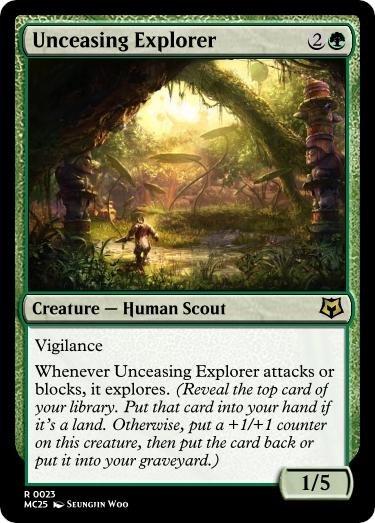 Unceasing Explorer 2
Creature — Human Scout
Vigilance
Whenever Unceasing Explorer attacks or
blocks, it explores. (Reveal the top card of
your library. Put that card into your hand if
it's a land. Otherwise, put a +1/+1 counter
on this creature, then put the card back or
put it into your graveyard.)
1/5
R 0023
MC25 Seungjin Woo